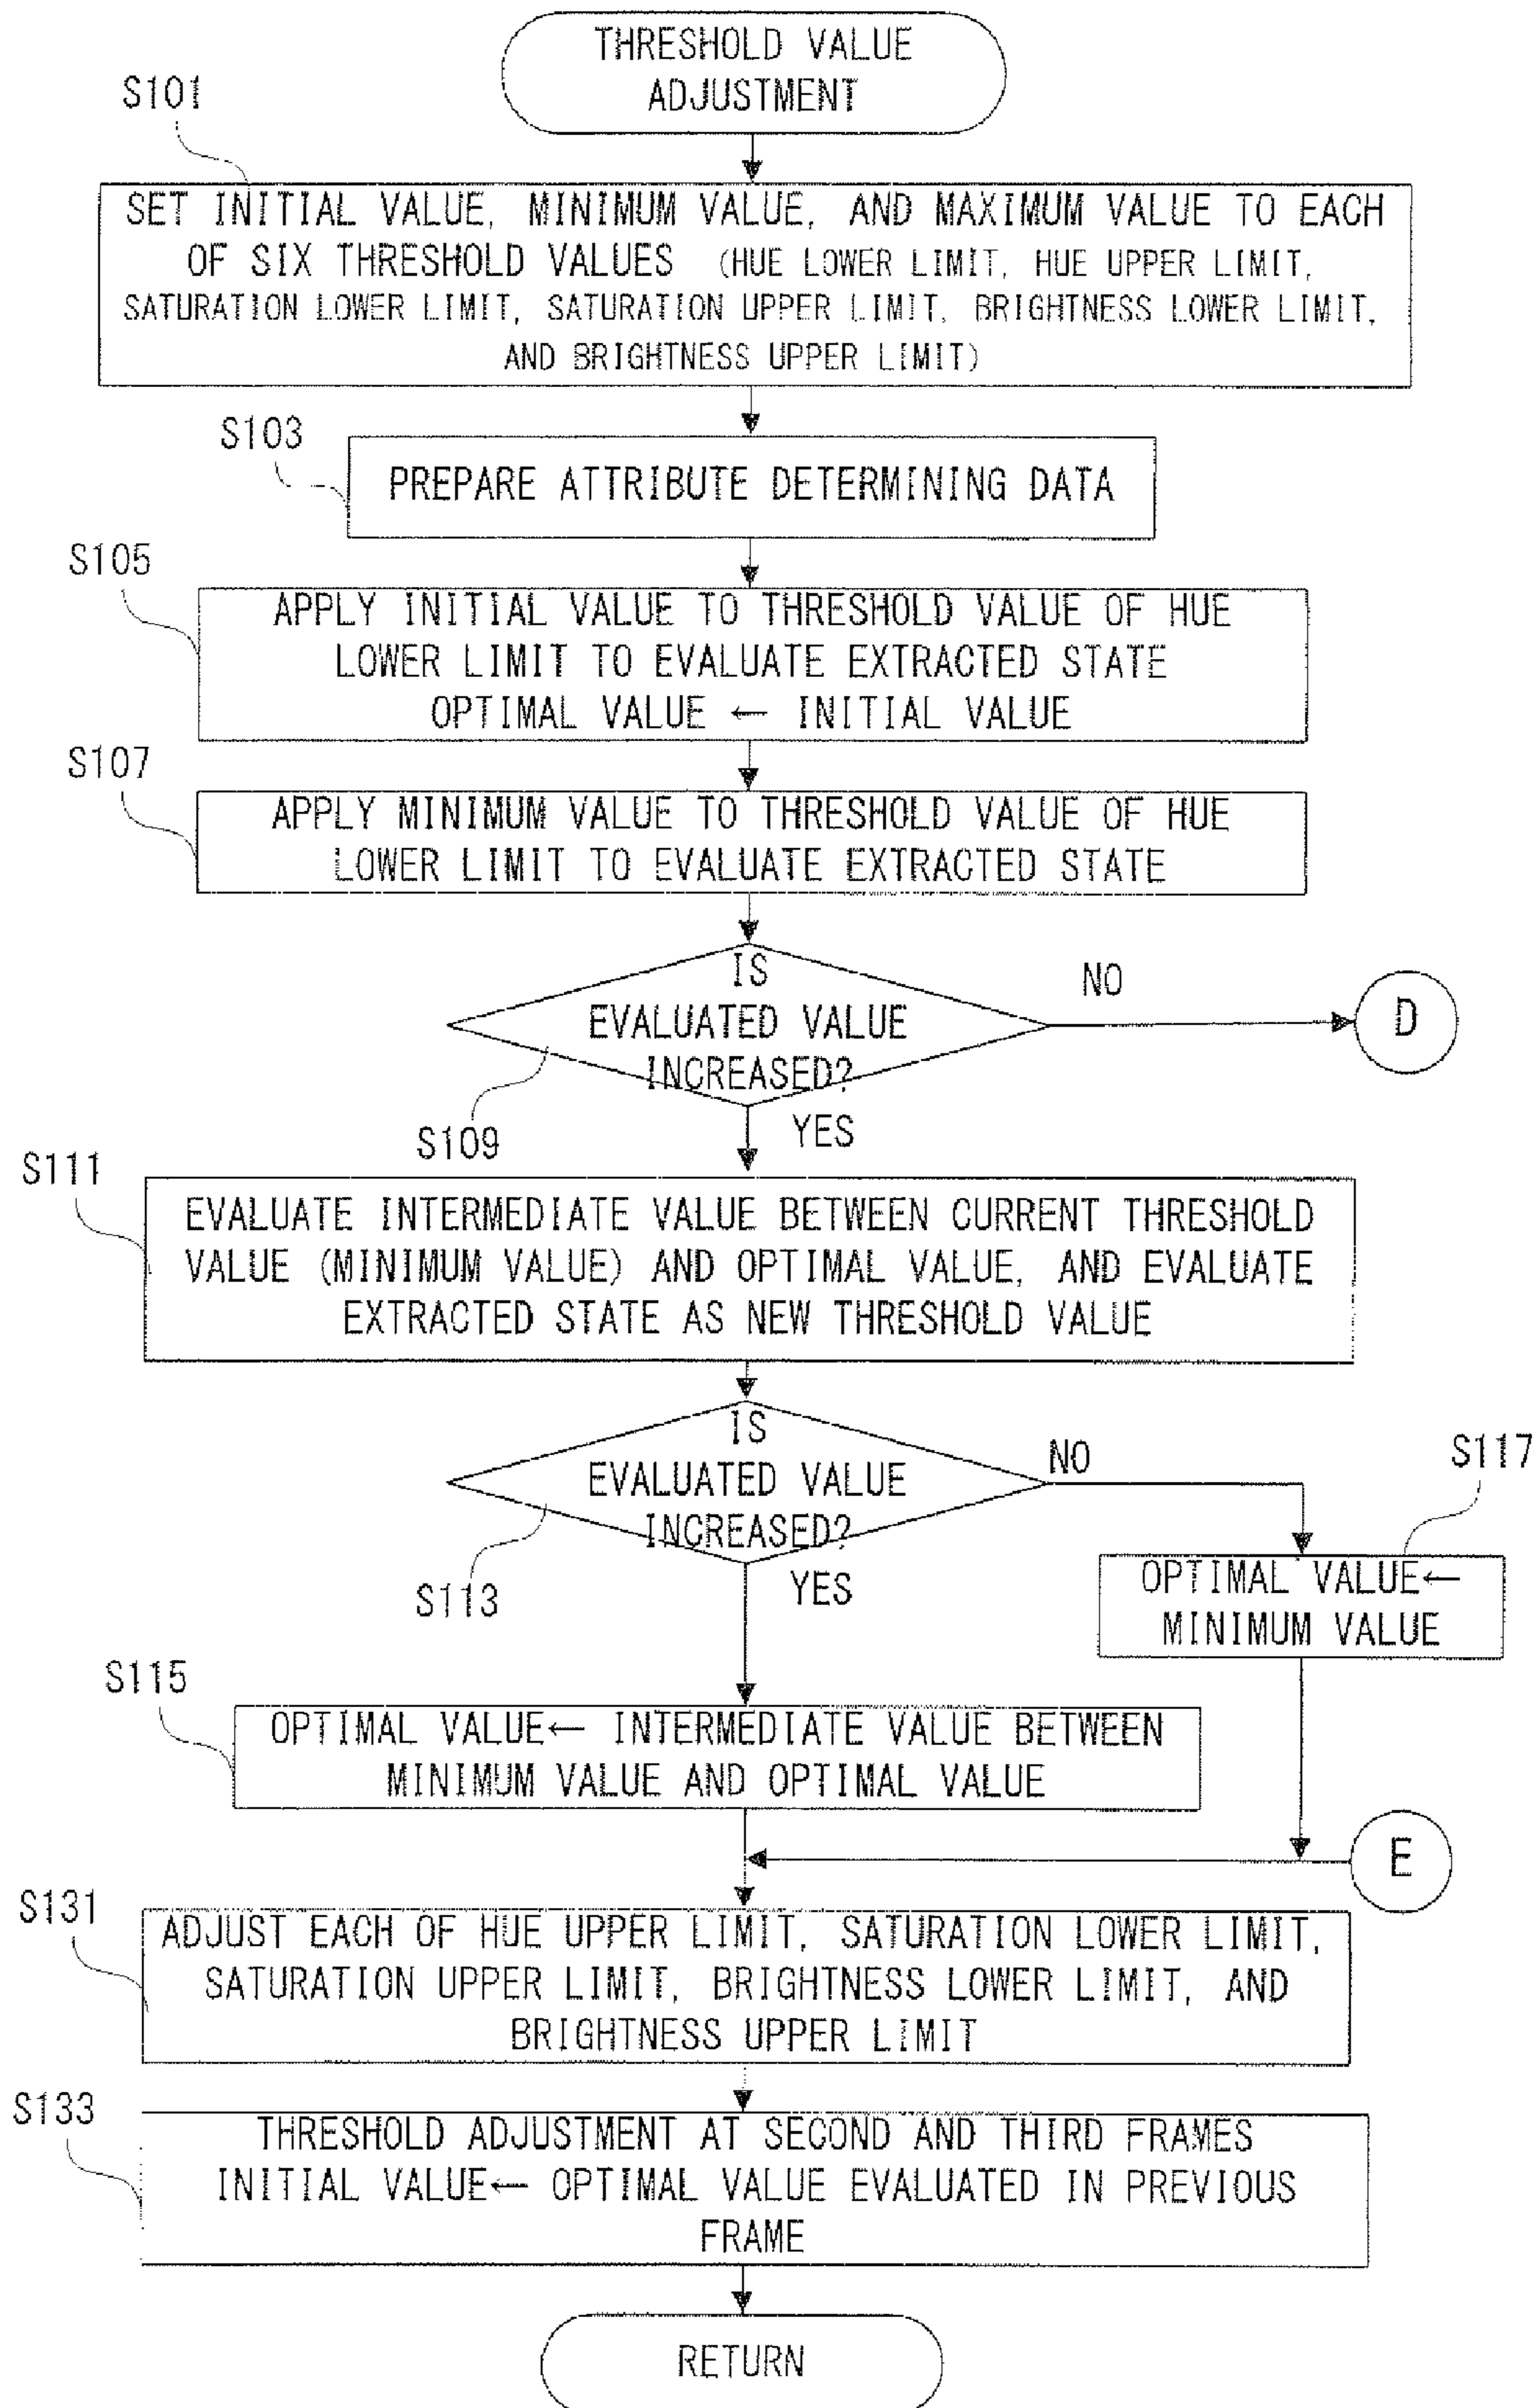 THRESHOLD VALUE
ADJUSTMENT
S101
SET INITIAL VALUE, MINIMUM VALUE, AND MAXIMUM VALUE TO EACH
OF SIX THRESHOLD VALUES (HUE LOWER LIMIT, HUE UPPER LIMIT,
SATURATION LOWER LIMIT, SATURATION UPPER LIMIT, BRIGHTNESS LOWER LIMIT,
AND BRIGHTNESS UPPER LIMIT)
S103
PREPARE ATTRIBUTE DETERMINING DATA
S105
APPLY INITIAL VALUE TO THRESHOLD VALUE OF HUE
LOWER LIMIT TO EVALUATE EXTRACTED STATE
OPTIMAL VALUE ← INITIAL VALUE
S107
APPLY MINIMUM VALUE TO THRESHOLD VALUE OF HUE
LOWER LIMIT TO EVALUATE EXTRACTED STATE
IS
EVALUATED VALUE
INCREASED?
NO
D
S109
YES
S111
EVALUATE INTERMEDIATE VALUE BETWEEN CURRENT THRESHOLD
VALUE (MINIMUM VALUE) AND OPTIMAL VALUE, AND EVALUATE
EXTRACTED STATE AS NEW THRESHOLD VALUE
IS
EVALUATED VALUE
INCREASED?
NO
S117
S113
YES
OPTIMAL VALUE←
MINIMUM VALUE
S115
OPTIMAL VALUE← INTERMEDIATE VALUE BETWEEN
MINIMUM VALUE AND OPTIMAL VALUE
E
S131
ADJUST EACH OF HUE UPPER LIMIT, SATURATION LOWER LIMIT,
SATURATION UPPER LIMIT, BRIGHTNESS LOWER LIMIT, AND
BRIGHTNESS UPPER LIMIT
S133
THRESHOLD ADJUSTMENT AT SECOND AND THIRD FRAMES
INITIAL VALUE← OPTIMAL VALUE EVALUATED IN PREVIOUS
FRAME
RETURN